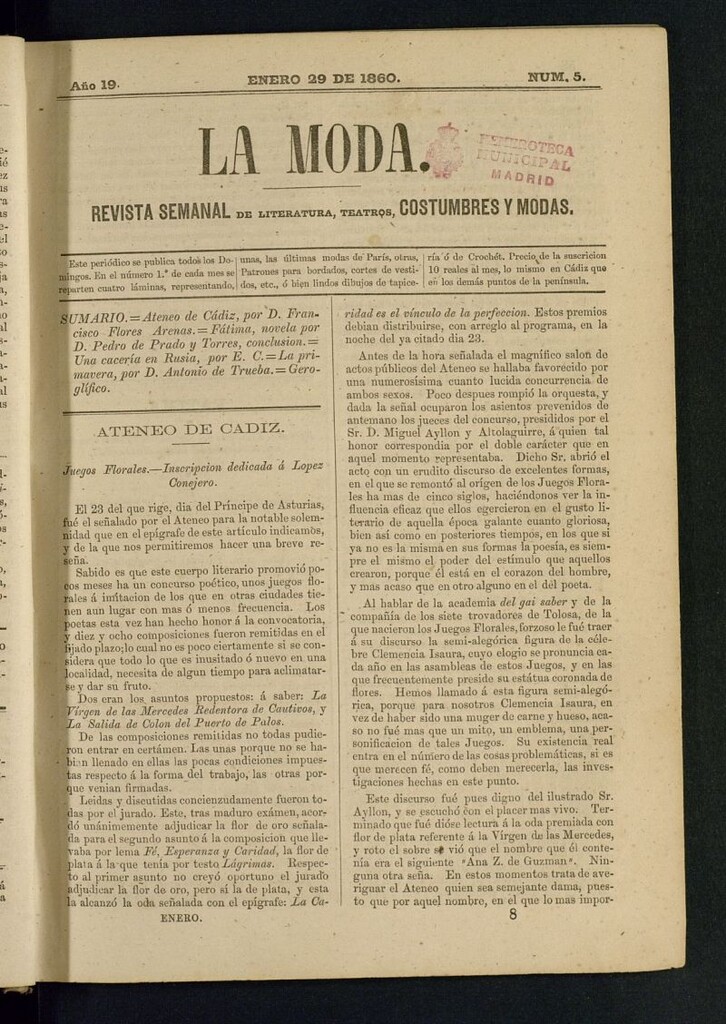 Año 19.
ENERO 29 DE 1860.
NUM. 5.
LA MODA.
HEMEROTECA
MUNICIPAL
MADRID
REVISTA SEMANAL DE LITERATURA, TEATROS, COSTUMBRES Y MODAS.
Este periódico se publica todos los Do-
mingos. En el número 1.º de cada mes se
reparten cuatro láminas, representando,
unas, las últimas modas de París, otras,
Patrones para bordados, cortes de vesti-
dos, etc., ó bien lindos dibujos de tapice-
ría ó de Crochét. Precio de la suscricion
10 reales al mes, lo mismo en Cádiz que
en los demás puntos de la península.
SUMARIO.=Ateneo de Cádiz, por D. Fran-
cisco Flores Arenas.=Fátima, novela por
D. Pedro de Prado y Torres, conclusion.=
Una cacería en Rusia, por E. C.=La pri-
mavera, por D. Antonio de Trueba.=Gero-
glífico.
ATENEO DE CADIZ.
Juegos Florales.—Inscripcion dedicada á Lopez
Conejero.
El 23 del que rige, dia del Príncipe de Asturias,
fué el señalado por el Ateneo para la notable solem-
nidad que en el epígrafe de este artículo indicamos,
y de la que nos permitiremos hacer una breve re-
seña.
Sabido es que este cuerpo literario promovió po-
cos meses ha un concurso poético, unos juegos flo-
rales á imitacion de los que en otras ciudades tie-
nen aun lugar con mas ó menos frecuencia. Los
poetas esta vez han hecho honor á la convocatoria,
y diez y ocho composiciones fueron remitidas en el
fijado plazo; lo cual no es poco ciertamente si se con-
sidera que todo lo que es inusitado ó nuevo en una
localidad, necesita de algun tiempo para aclimatar-
se y dar su fruto.
Dos eran los asuntos propuestos: á saber: La
Vírgen de las Mercedes Redentora de Cautivos, y
La Salida de Colon del Puerto de Palos.
De las composiciones remitidas no todas pudie-
ron entrar en certámen. Las unas porque no se ha-
bian llenado en ellas las pocas condiciones impues-
tas respecto á la forma del trabajo, las otras por-
que venian firmadas.
Leidas y discutidas concienzudamente fueron to-
das por el jurado. Este, tras maduro exámen, acor-
dó unánimemente adjudicar la flor de oro señala-
da para el segundo asunto á la composicion que lle-
vaba por lema Fé, Esperanza y Caridad, la flor de
plata á la que tenia por testo Lágrimas. Respec-
to al primer asunto no creyó oportuno el jurado
adjudicar la flor de oro, pero si la de plata, y esta
la alcanzó la oda señalada con el epígrafe: La Ca-
ENERO.
ridad es el vínculo de la perfeccion. Estos premios
debian distribuirse, con arreglo al programa, en la
noche del ya citado dia 23.
Antes de la hora señalada el magnífico salon de
actos públicos del Ateneo se hallaba favorecido por
una numerosísima cuanto lucida concurrencia de
ambos sexos. Poco despues rompió la orquesta, y
dada la señal ocuparon los asientos prevenidos de
antemano los jueces del concurso, presididos por el
Sr. D. Miguel Ayllon y Altolaguirre, á quien tal
honor correspondia por el doble carácter que en
aquel momento representaba. Dicho Sr. abrió el
acto con un erudito discurso de excelentes formas,
en el que se remontó al orígen de los Juegos Flora-
les ha mas de cinco siglos, haciéndonos ver la in-
fluencia eficaz que ellos egercieron en el gusto li-
terario de aquella época galante cuanto gloriosa,
bien así como en posteriores tiempos, en los que si
ya no es la misma en sus formas la poesía, es siem-
pre el mismo el poder del estímulo que aquellos
crearon, porque él está en el corazon del hombre,
y mas acaso que en otro alguno en el del poeta.
Al hablar de la academia del gai saber y de la
compañía de los siete trovadores de Tolosa, de la
que nacieron los Juegos Florales, forzoso le fué traer
á su discurso la semi-alegórica figura de la céle-
bre Clemencia Isaura, cuyo elogio se pronuncia ca-
da año en las asambleas de estos Juegos, y en las
que frecuentemente preside su estátua coronada de
flores. Hemos llamado á esta figura semi-alegó-
rica, porque para nosotros Clemencia Isaura, en
vez de haber sido una muger de carne y hueso, aca-
so no fué mas que un mito, un emblema, una per-
sonificacion de tales Juegos. Su existencia real
entra en el número de las cosas problemáticas, si es
que merecen fé, como deben merecerla, las inves-
tigaciones hechas en este punto.
Este discurso fué pues digno del ilustrado Sr.
Ayllon, y se escuchó con el placer mas vivo. Ter-
minado que fué dióse lectura á la oda premiada con
flor de plata referente á la Vírgen de las Mercedes,
y roto el sobre se vió que el nombre que él conte-
nia era el siguiente "Ana Z. de Guzman". Nin-
guna otra seña. En estos momentos trata de ave-
riguar el Ateneo quien sea semejante dama, pues-
to que por aquel nombre, en el que lo mas impor-
8